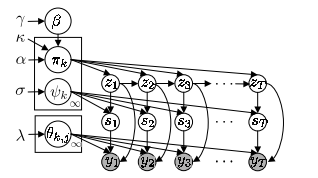 γ β
κ
α π_k
z_1 z_2 z_3 ··· z_T
σ ψ_k ∞
s_1 s_2 s_3 ··· s_T
λ θ_{k,j} ∞
y_1 y_2 y_3 ··· y_T